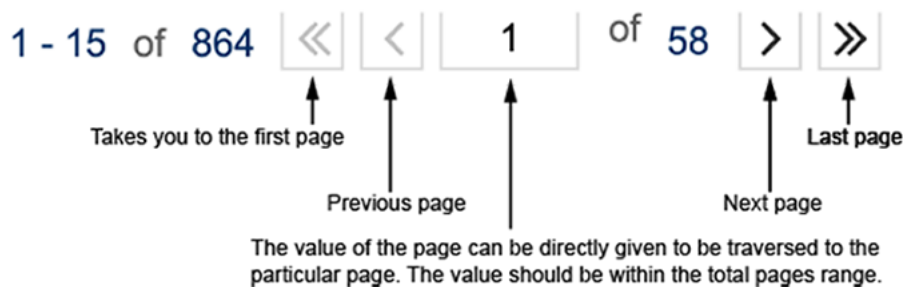 1 - 15 of 864 « < 1 of 58 > »
Takes you to the first page
Last page
Previous page
Next page
The value of the page can be directly given to be traversed to the
particular page. The value should be within the total pages range.